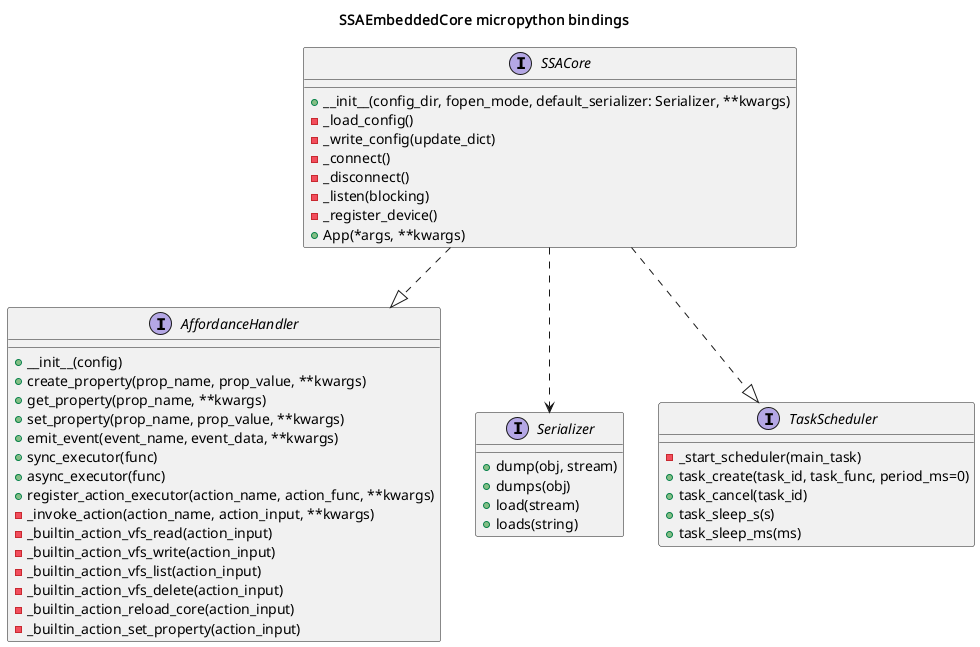 SSAEmbeddedCore micropython bindings
I SSACore
__init__(config_dir, fopen_mode, default_serializer: Serializer, **kwargs)
_load_config()
_write_config(update_dict)
_connect()
_disconnect()
_listen(blocking)
_register_device()
App(*args, **kwargs)
I AffordanceHandler
__init__(config)
create_property(prop_name, prop_value, **kwargs)
get_property(prop_name, **kwargs)
set_property(prop_name, prop_value, **kwargs)
emit_event(event_name, event_data, **kwargs)
sync_executor(func)
async_executor(func)
register_action_executor(action_name, action_func, **kwargs)
_invoke_action(action_name, action_input, **kwargs)
_builtin_action_vfs_read(action_input)
_builtin_action_vfs_write(action_input)
_builtin_action_vfs_list(action_input)
_builtin_action_vfs_delete(action_input)
_builtin_action_reload_core(action_input)
_builtin_action_set_property(action_input)
I Serializer
dump(obj, stream)
dumps(obj)
load(stream)
loads(string)
I TaskScheduler
_start_scheduler(main_task)
task_create(task_id, task_func, period_ms=0)
task_cancel(task_id)
task_sleep_s(s)
task_sleep_ms(ms)